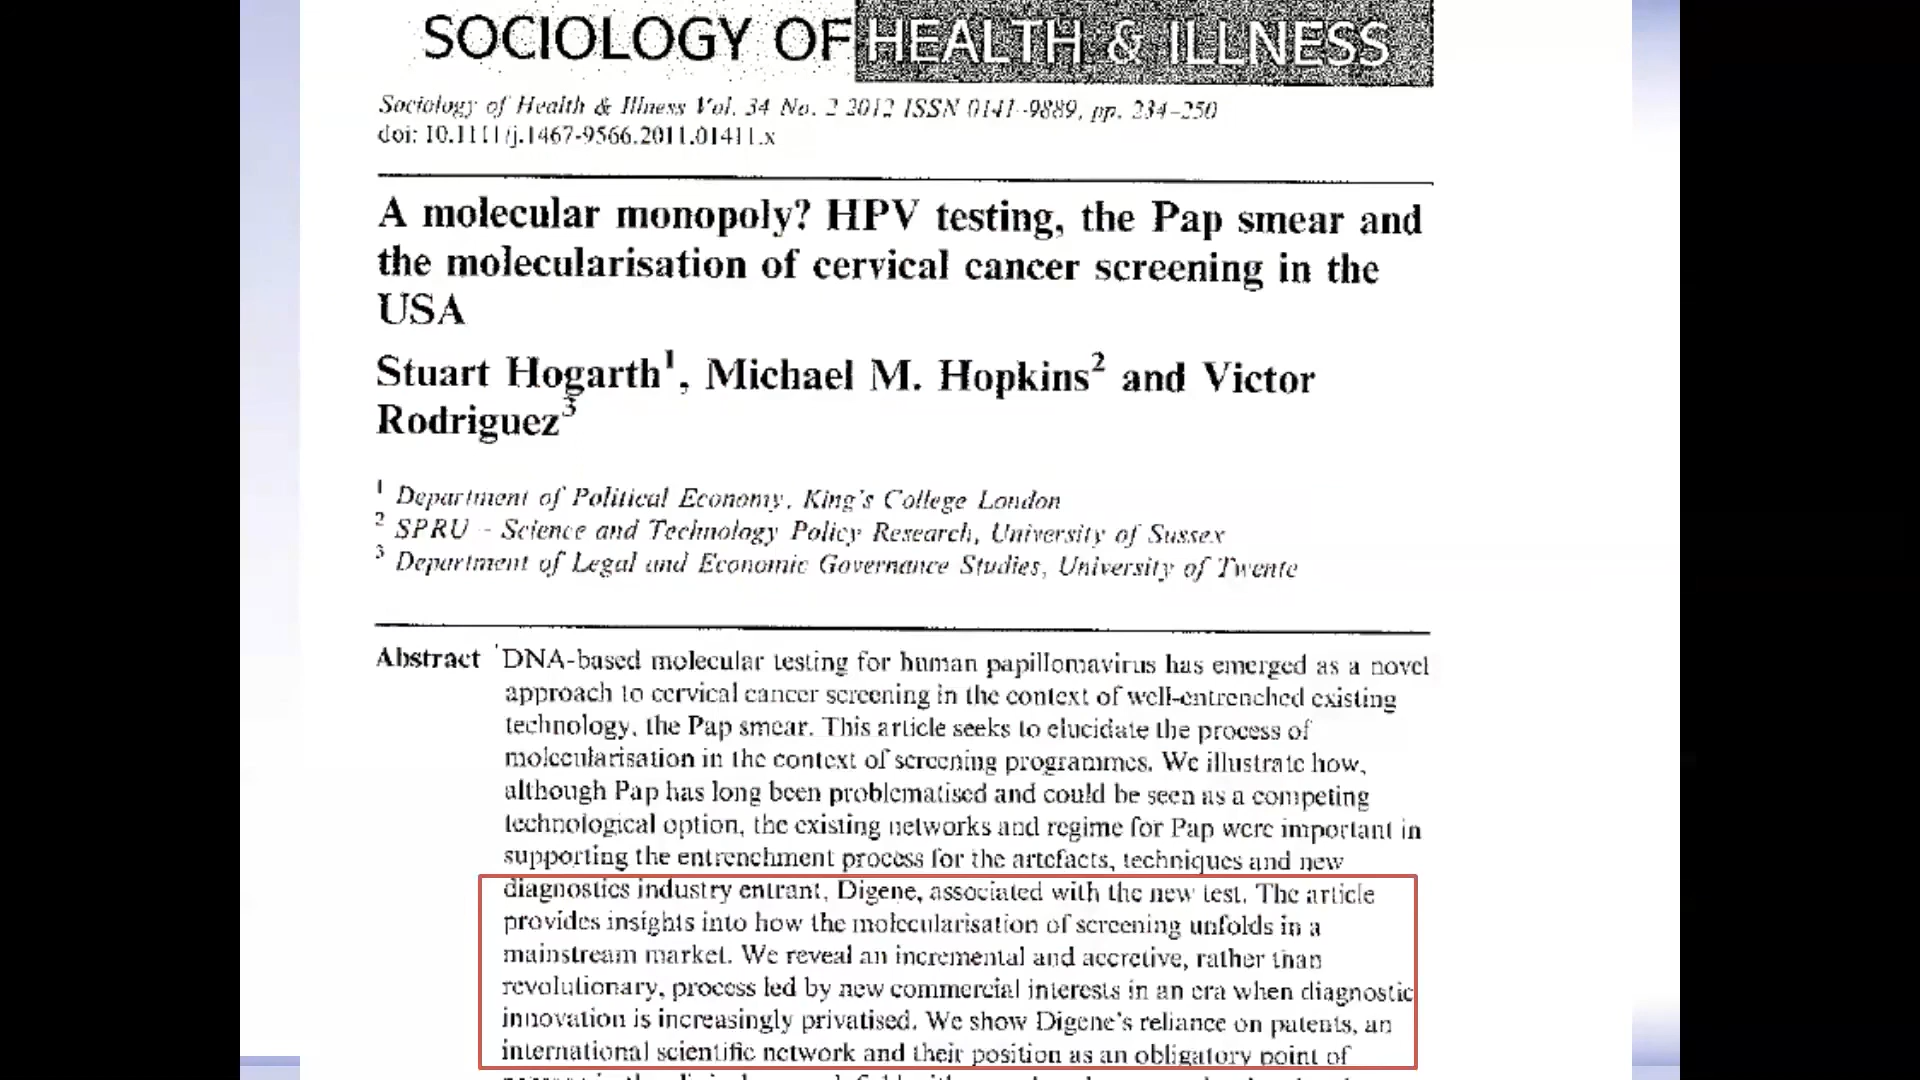 SOCIOLOGY OF HEALTH & ILLNESS
Sociology of Health & Illness Vol. 34 No. 2 2012 ISSN 0141-9889, pp. 234–250
doi: 10.1111/j.1467-9566.2011.01411.x
A molecular monopoly? HPV testing, the Pap smear and
the molecularisation of cervical cancer screening in the
USA
Stuart Hogarth1, Michael M. Hopkins2 and Victor
Rodriguez3
1 Department of Political Economy, King's College London
2 SPRU - Science and Technology Policy Research, University of Sussex
3 Department of Legal and Economic Governance Studies, University of Twente
Abstract DNA-based molecular testing for human papillomavirus has emerged as a novel
approach to cervical cancer screening in the context of well-entrenched existing
technology, the Pap smear. This article seeks to elucidate the process of
molecularisation in the context of screening programmes. We illustrate how,
although Pap has long been problematised and could be seen as a competing
technological option, the existing networks and regime for Pap were important in
supporting the entrenchment process for the artefacts, techniques and new
diagnostics industry entrant, Digene, associated with the new test. The article
provides insights into how the molecularisation of screening unfolds in a
mainstream market. We reveal an incremental and accretive, rather than
revolutionary, process led by new commercial interests in an era when diagnostic
innovation is increasingly privatised. We show Digene's reliance on patents, an
international scientific network and their position as an obligatory point of